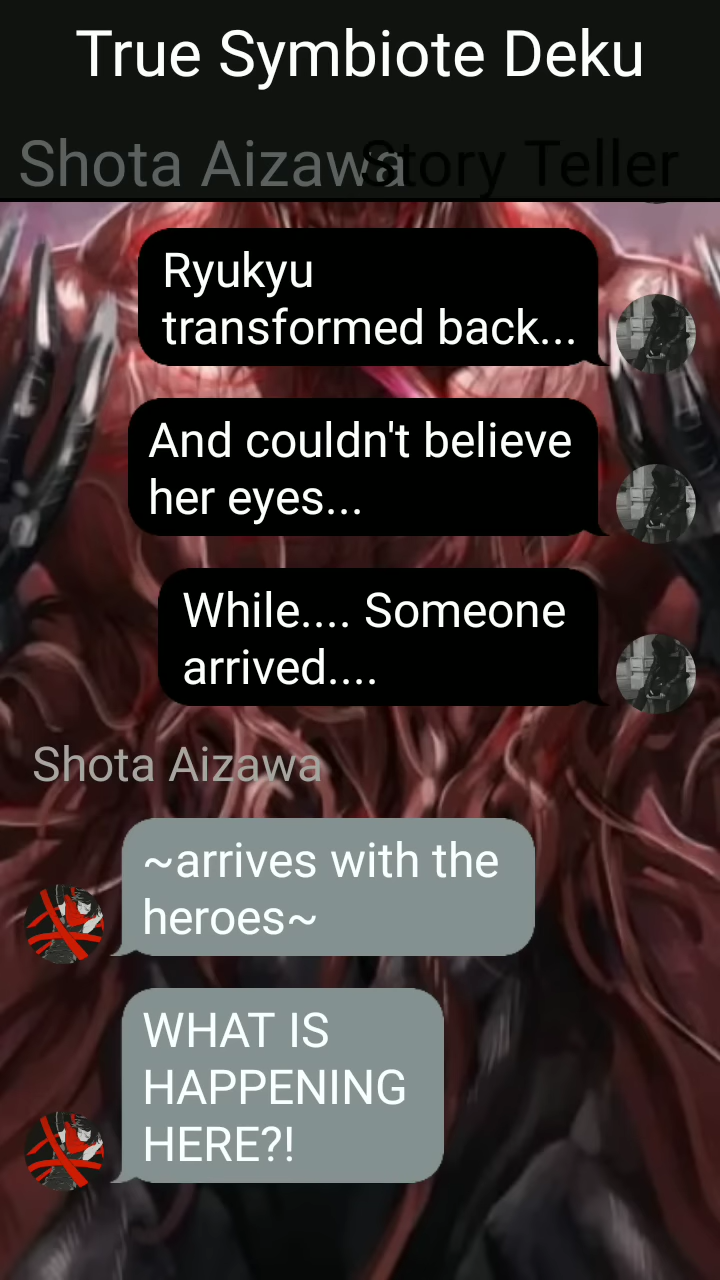 True Symbiote Deku
Shota Aizawa
Story Teller
Ryukyu
transformed back...
And couldn't believe
her eyes...
While.... Someone
arrived....
Shota Aizawa
~arrives with the
heroes~
WHAT IS
HAPPENING
HERE?!